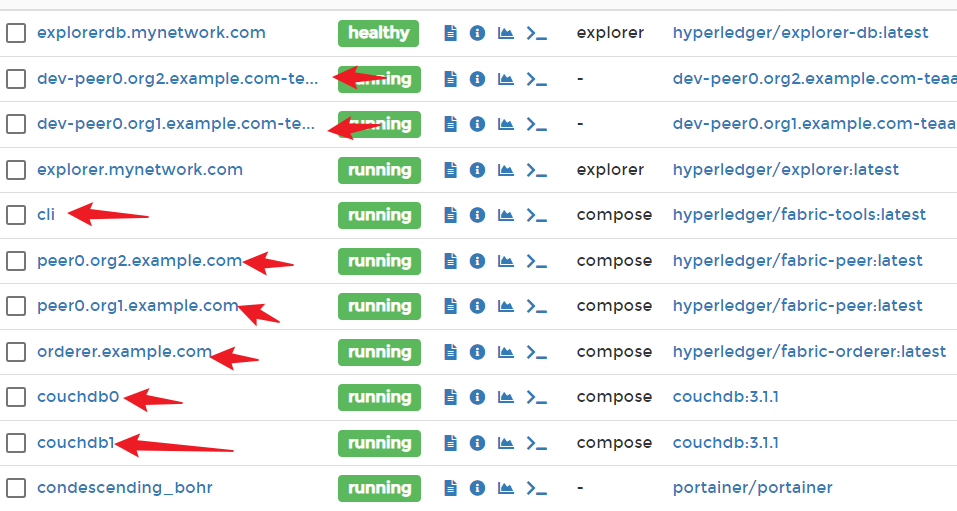 explorerdb.mynetwork.com healthy explorer hyperledger/explorer-db:latest
dev-peer0.org2.example.com-te... running - dev-peer0.org2.example.com-teaa
dev-peer0.org1.example.com-te... running - dev-peer0.org1.example.com-teaa
explorer.mynetwork.com running explorer hyperledger/explorer:latest
cli running compose hyperledger/fabric-tools:latest
peer0.org2.example.com running compose hyperledger/fabric-peer:latest
peer0.org1.example.com running compose hyperledger/fabric-peer:latest
orderer.example.com running compose hyperledger/fabric-orderer:latest
couchdb0 running compose couchdb:3.1.1
couchdb1 running compose couchdb:3.1.1
condescending_bohr running - portainer/portainer